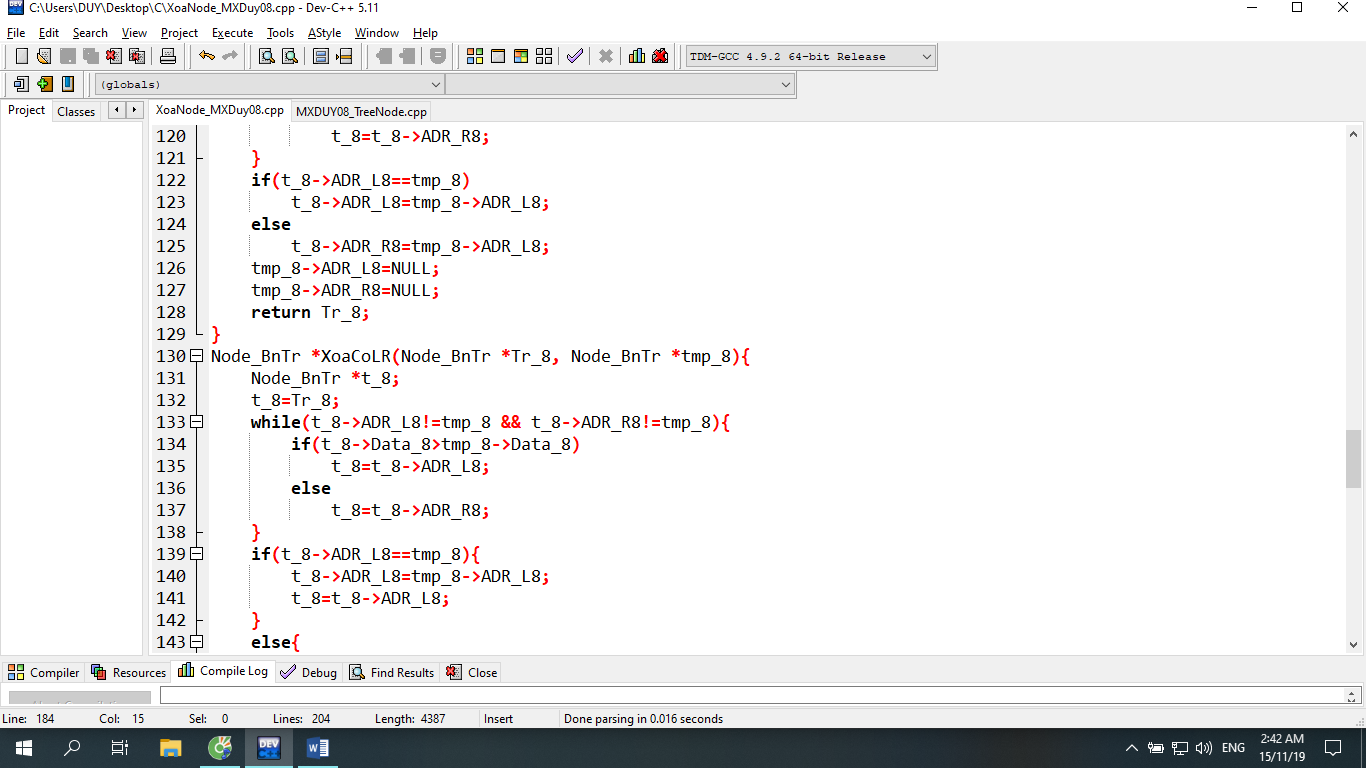 C:\Users\DUY\Desktop\C\XoaNode_MXDuy08.cpp - Dev-C++ 5.11
File Edit Search View Project Execute Tools AStyle Window Help
TDM-GCC 4.9.2 64-bit Release
(globals)
Project Classes XoaNode_MXDuy08.cpp MXDUY08_TreeNode.cpp
120 t_8=t_8->ADR_R8;
121 }
122 if(t_8->ADR_L8==tmp_8)
123 t_8->ADR_L8=tmp_8->ADR_L8;
124 else
125 t_8->ADR_R8=tmp_8->ADR_L8;
126 tmp_8->ADR_L8=NULL;
127 tmp_8->ADR_R8=NULL;
128 return Tr_8;
129 }
130 Node_BnTr *XoaCoLR(Node_BnTr *Tr_8, Node_BnTr *tmp_8){
131 Node_BnTr *t_8;
132 t_8=Tr_8;
133 while(t_8->ADR_L8!=tmp_8 && t_8->ADR_R8!=tmp_8){
134 if(t_8->Data_8>tmp_8->Data_8)
135 t_8=t_8->ADR_L8;
136 else
137 t_8=t_8->ADR_R8;
138 }
139 if(t_8->ADR_L8==tmp_8){
140 t_8->ADR_L8=tmp_8->ADR_L8;
141 t_8=t_8->ADR_L8;
142 }
143 else{
Compiler Resources Compile Log Debug Find Results Close
Line: 184 Col: 15 Sel: 0 Lines: 204 Length: 4387 Insert Done parsing in 0.016 seconds
DEV
ENG
2:42 AM
15/11/19